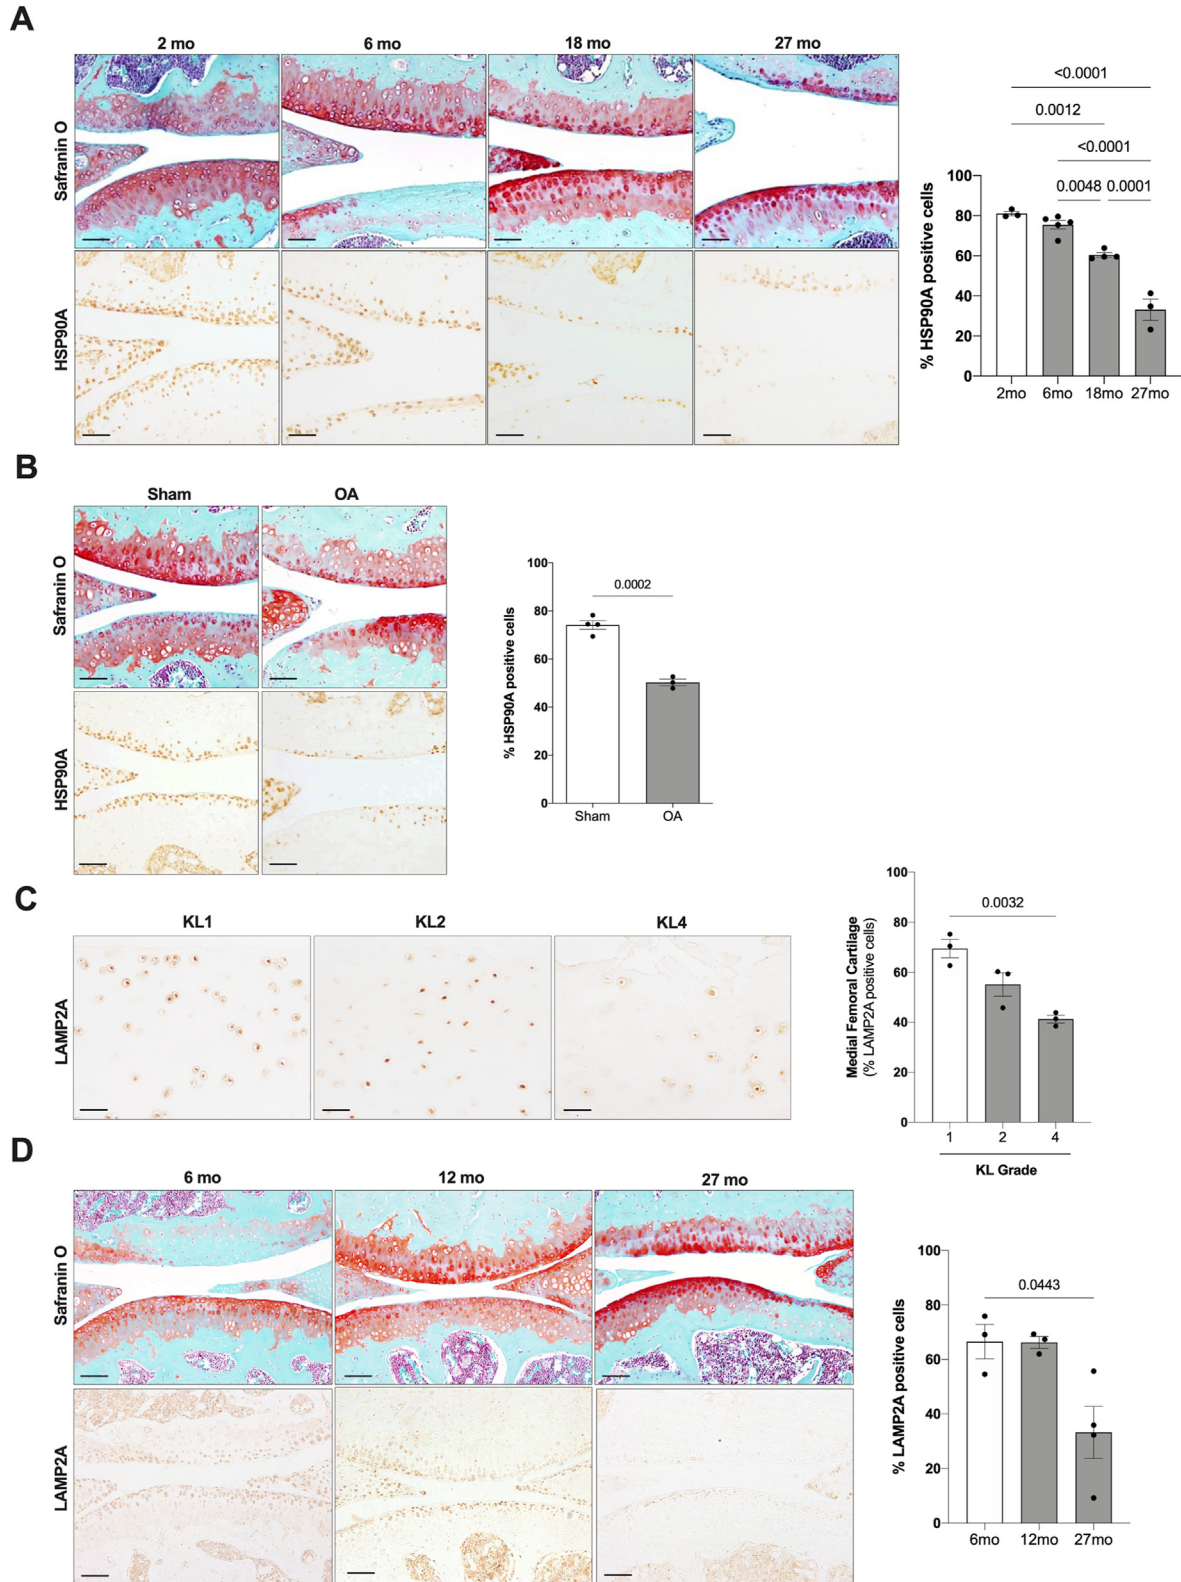 A
2 mo 6 mo 18 mo 27 mo
Safranin O
HSP90A
<0.0001
0.0012
<0.0001
0.0048 0.0001
% HSP90A positive cells
100
80
60
40
20
0
2mo 6mo 18mo 27mo
B
Sham OA
Safranin O
HSP90A
0.0002
% HSP90A positive cells
100
80
60
40
20
0
Sham OA
C
KL1 KL2 KL4
LAMP2A
0.0032
Medial Femoral Cartilage
(% LAMP2A positive cells)
100
80
60
40
20
0
1 2 4
KL Grade
D
6 mo 12 mo 27 mo
Safranin O
LAMP2A
0.0443
% LAMP2A positive cells
100
80
60
40
20
0
6mo 12mo 27mo